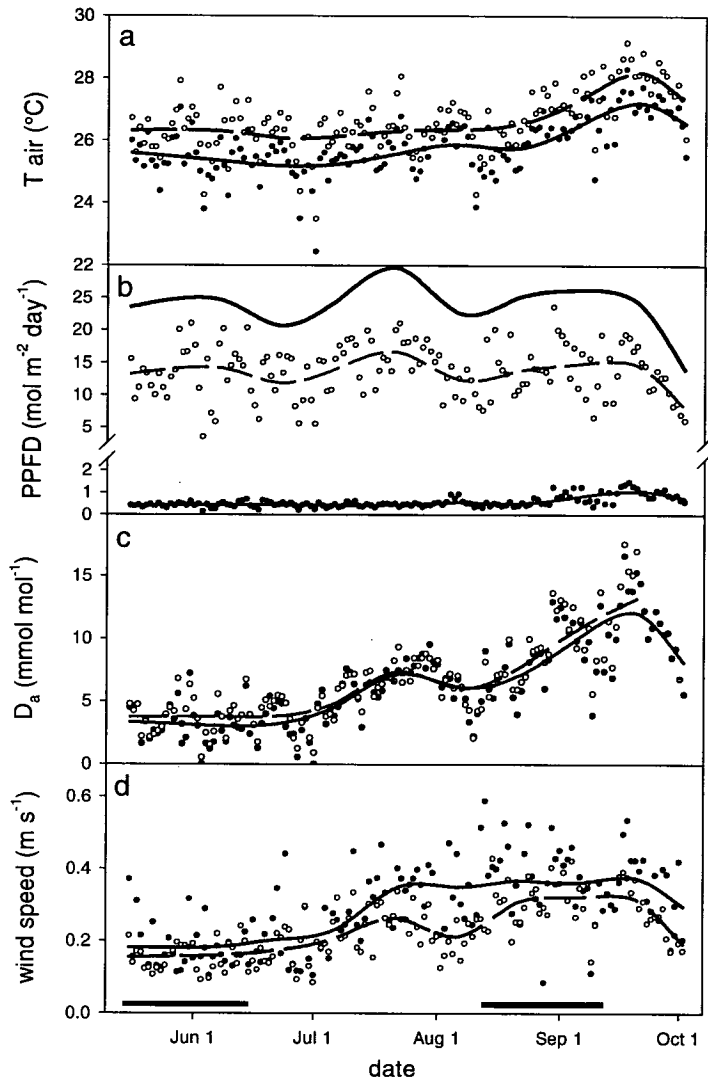 a
30
28
26
24
22
T air (°C)
b
25
20
15
10
5
2
1
0
PPFD (mol m⁻² day⁻¹)
c
15
10
5
0
Dₐ (mmol mol⁻¹)
d
0.6
0.4
0.2
0.0
wind speed (m s⁻¹)
Jun 1 Jul 1 Aug 1 Sep 1 Oct 1
date